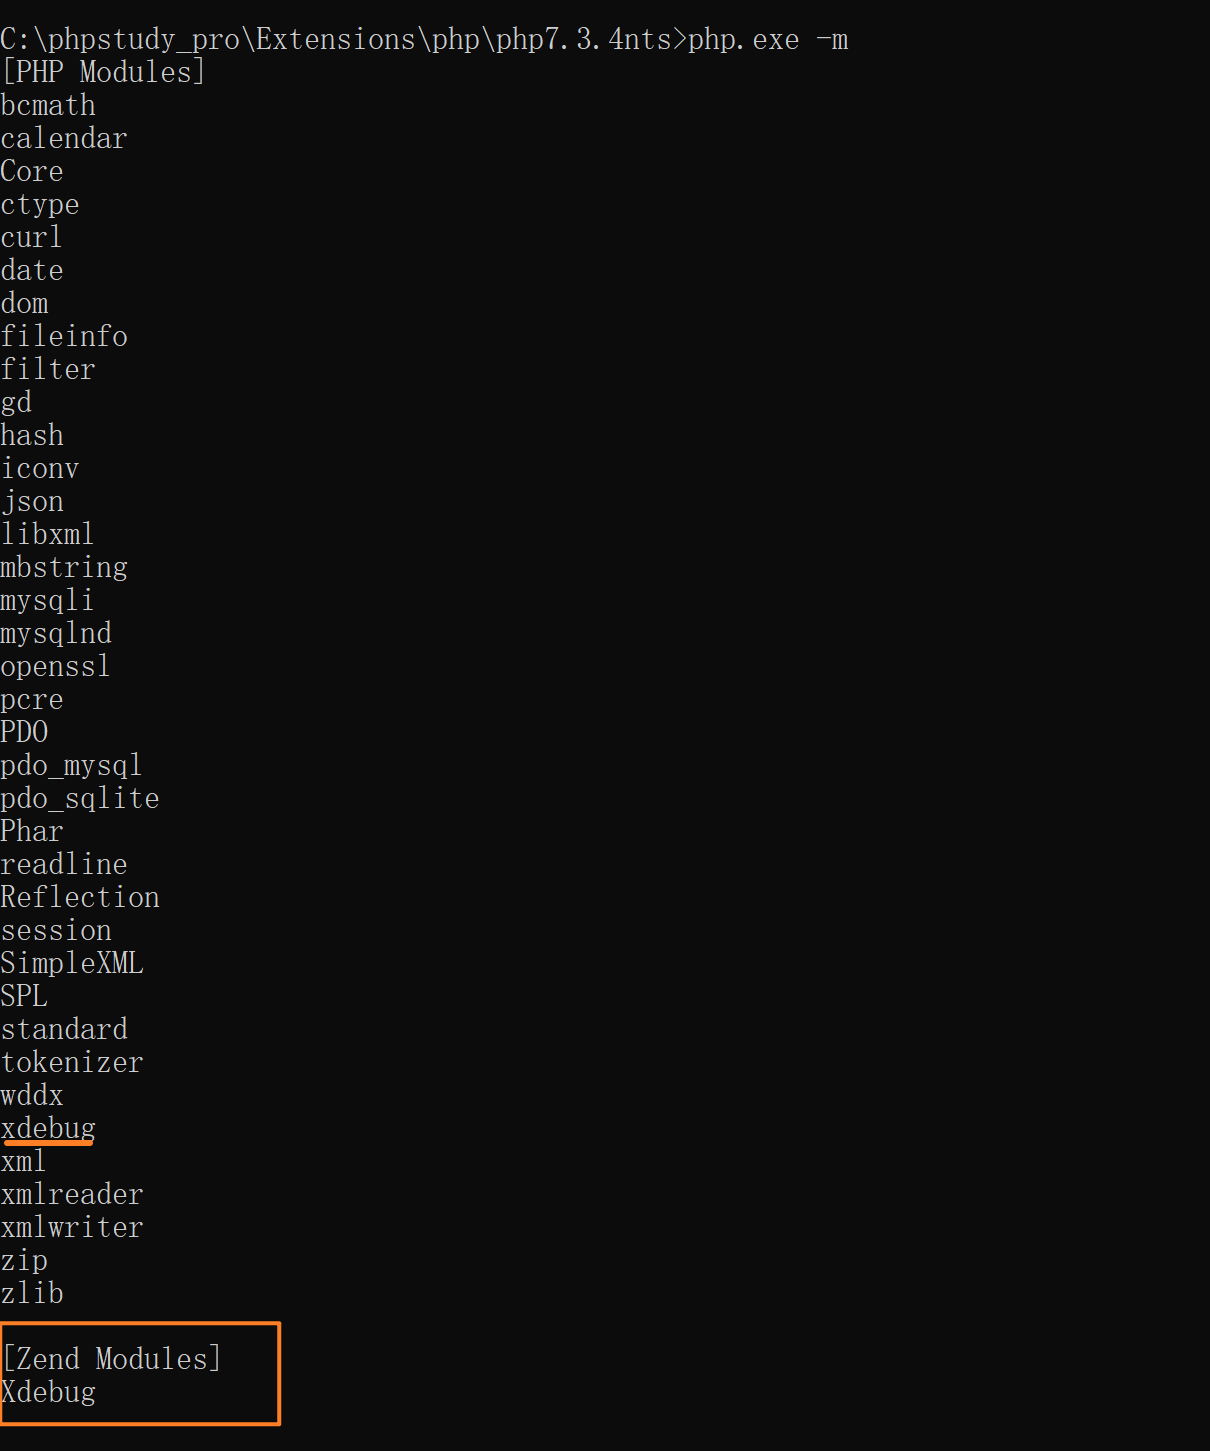 C:\phpstudy_pro\Extensions\php\php7.3.4nts>php.exe -m
[PHP Modules]
bcmath
calendar
Core
ctype
curl
date
dom
fileinfo
filter
gd
hash
iconv
json
libxml
mbstring
mysqli
mysqlnd
openssl
pcre
PDO
pdo_mysql
pdo_sqlite
Phar
readline
Reflection
session
SimpleXML
SPL
standard
tokenizer
wddx
xdebug
xml
xmlreader
xmlwriter
zip
zlib
[Zend Modules]
Xdebug